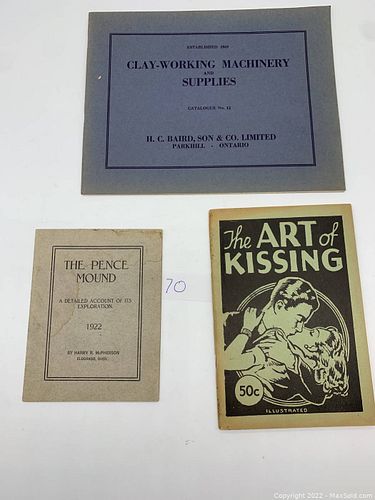 ESTABLISHED 1869
CLAY-WORKING MACHINERY
AND
SUPPLIES
CATALOGUE No. 12
H. C. BAIRD, SON & CO. LIMITED
PARKHILL - ONTARIO
THE PENCE
MOUND
A DETAILED ACCOUNT OF ITS
EXPLORATION
1922
BY HARRY R. McPHERSON
70
The ART of
KISSING
50c
ILLUSTRATED
Copyright 2022 - MaxSold.com